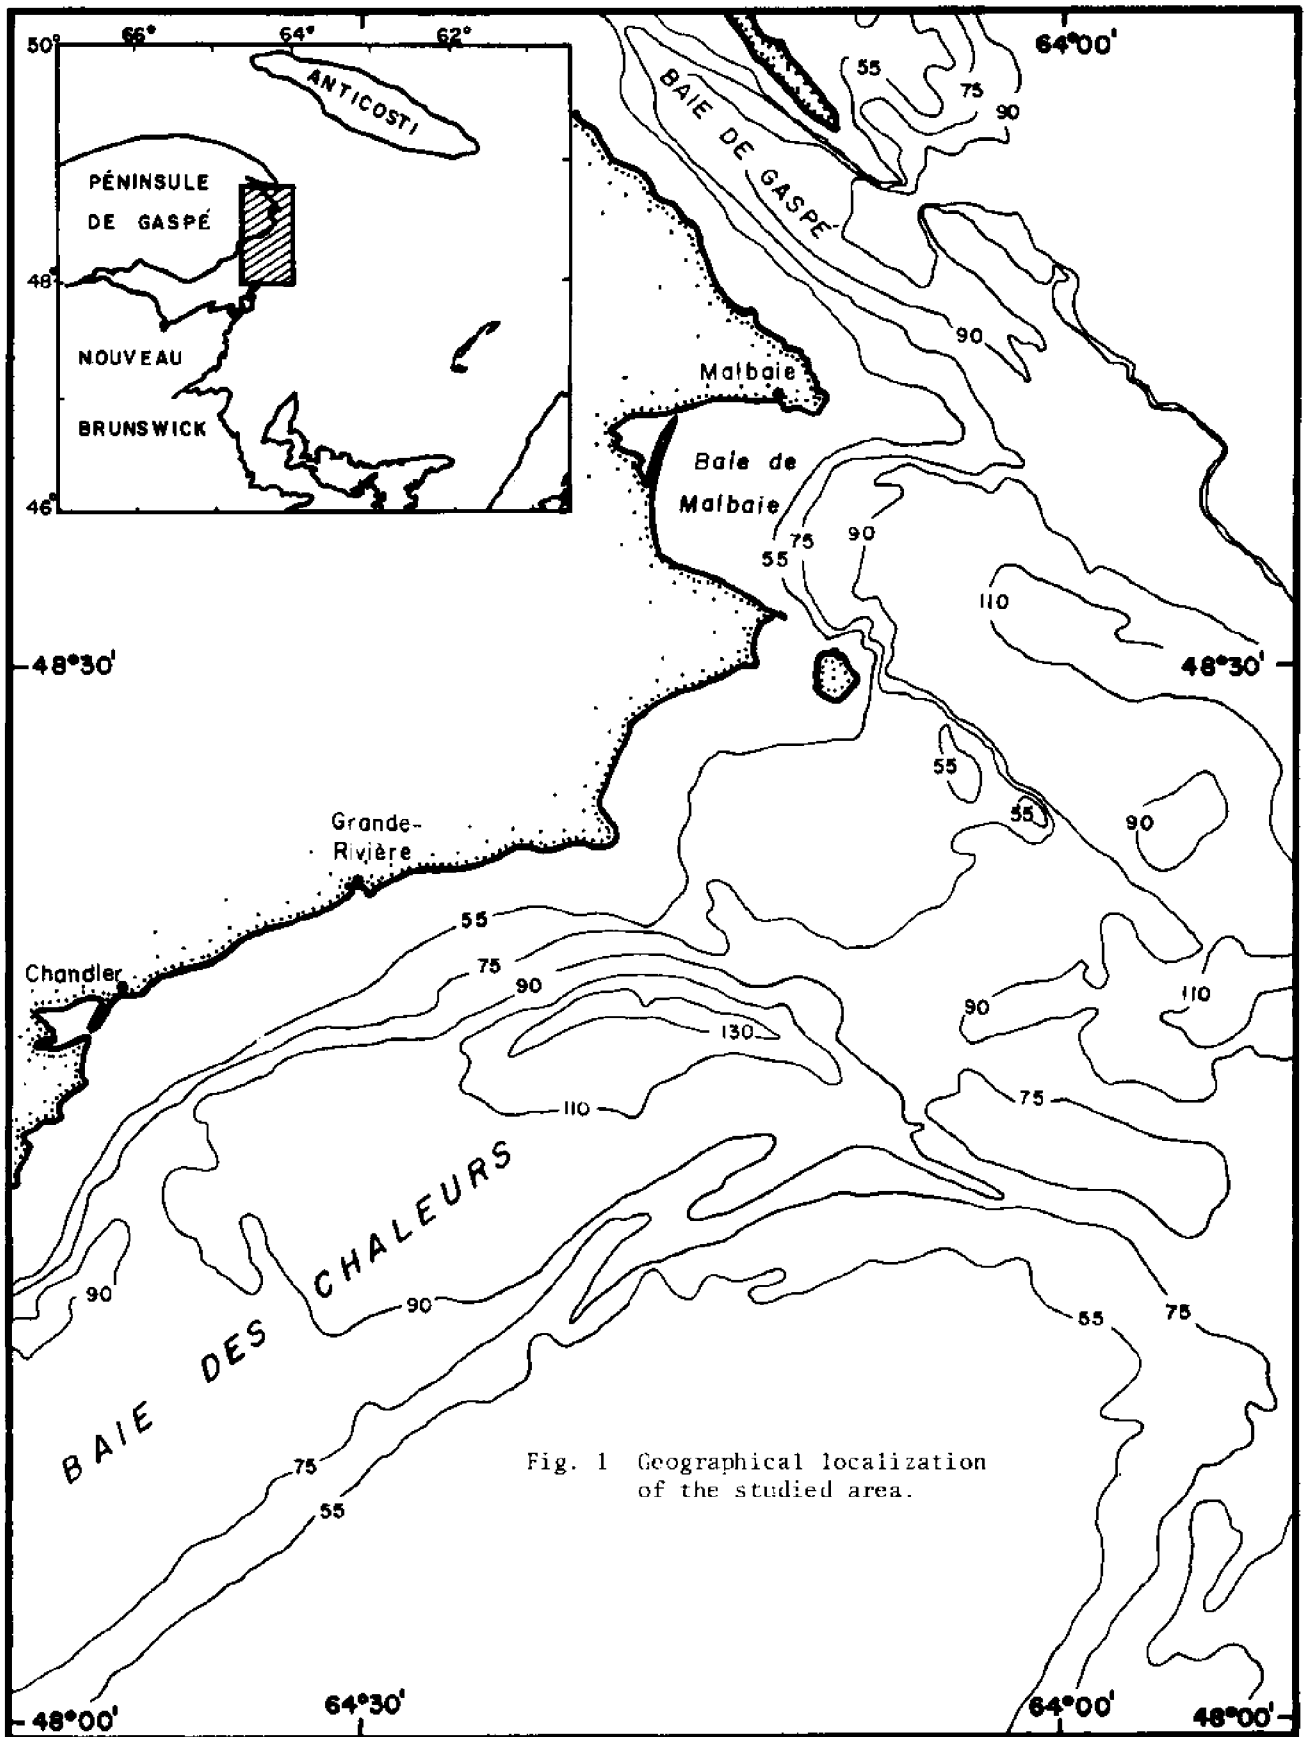 66° 64° 62°
50°
ANTICOSTI
PÉNINSULE
DE GASPÉ
48°
NOUVEAU
BRUNSWICK
46°
64°00'
55
75
90
BAIE DE GASPÉ
90
Malbaie
Baie de
Malbaie
55
75
90
110
48°30'
48°30'
55
55
90
Grande-
Rivière
55
Chandler
75
90
90
110
130
110
75
90
90
55
75
BAIE DES CHALEURS
75
55
Fig. 1 Geographical localization
of the studied area.
48°00'
64°30'
64°00'
48°00'